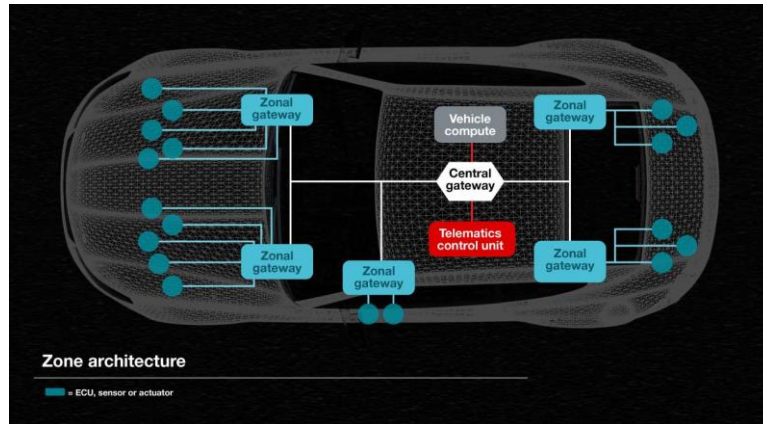 Zonal
gateway
Zonal
gateway
Vehicle
compute
Central
gateway
Telematics
control unit
Zonal
gateway
Zonal
gateway
Zonal
gateway
Zone architecture
= ECU, sensor or actuator